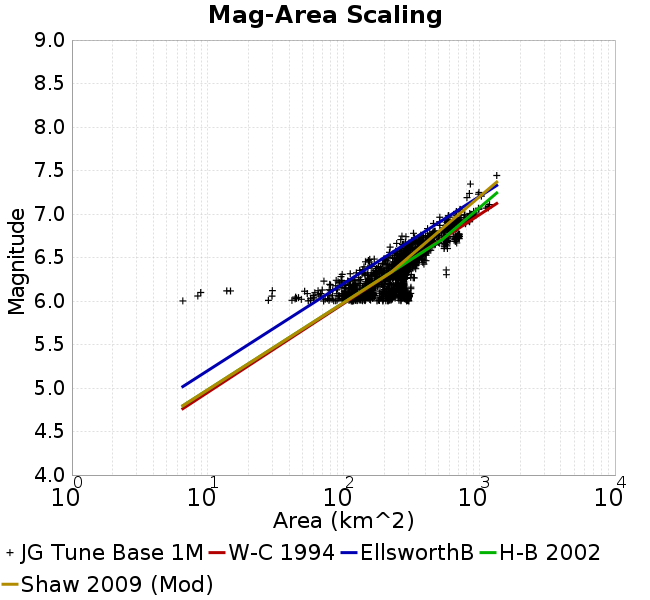 Mag-Area Scaling
9.0
8.5
8.0
7.5
7.0
6.5
6.0
5.5
5.0
4.5
4.0
Magnitude
10^0 10^1 10^2 10^3 10^4
Area (km^2)
JG Tune Base 1M W-C 1994 EllsworthB H-B 2002
Shaw 2009 (Mod)